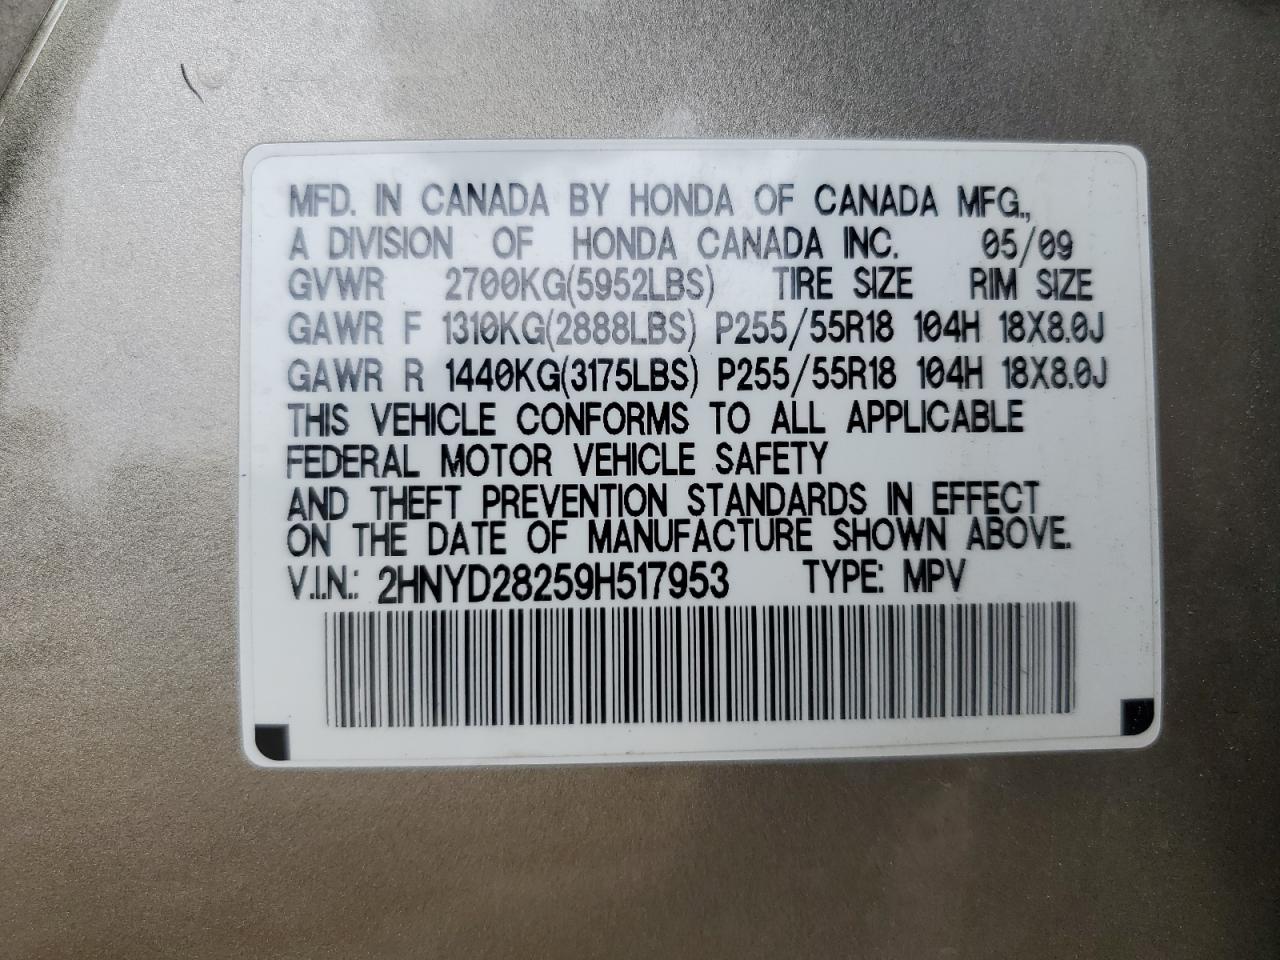 MFD. IN CANADA BY HONDA OF CANADA MFG.,
A DIVISION OF HONDA CANADA INC. 05/09
GVWR 2700KG(5952LBS) TIRE SIZE RIM SIZE
GAWR F 1310KG(2888LBS) P255/55R18 104H 18X8.0J
GAWR R 1440KG(3175LBS) P255/55R18 104H 18X8.0J
THIS VEHICLE CONFORMS TO ALL APPLICABLE
FEDERAL MOTOR VEHICLE SAFETY
AND THEFT PREVENTION STANDARDS IN EFFECT
ON THE DATE OF MANUFACTURE SHOWN ABOVE.
V.I.N.: 2HNYD28259H517953 TYPE: MPV